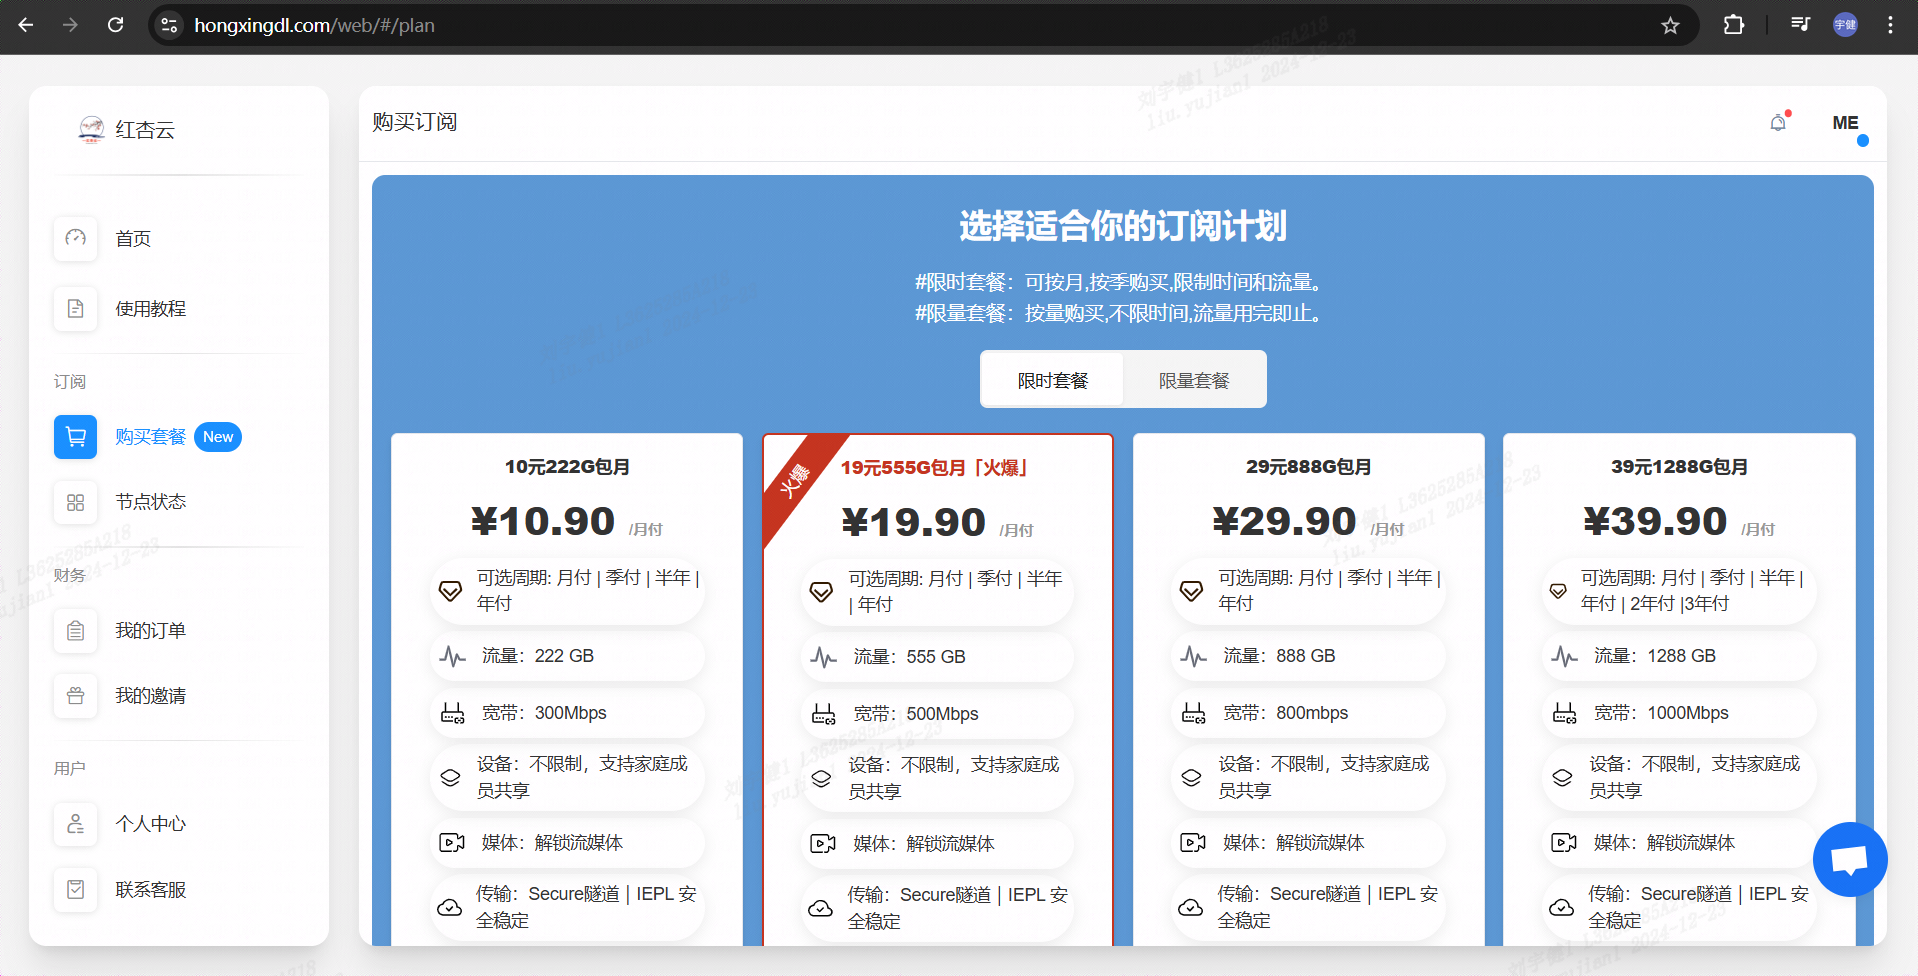 hongxingdl.com/web/#/plan
宇健
红杏云
首页
使用教程
订阅
购买套餐 New
节点状态
财务
我的订单
我的邀请
用户
个人中心
联系客服
购买订阅
ME
选择适合你的订阅计划
#限时套餐：可按月,按季购买,限制时间和流量。
#限量套餐：按量购买,不限时间,流量用完即止。
限时套餐 限量套餐
10元222G包月
¥10.90 /月付
可选周期: 月付 | 季付 | 半年 |
年付
流量：222 GB
宽带：300Mbps
设备：不限制，支持家庭成
员共享
媒体：解锁流媒体
传输：Secure隧道 | IEPL 安
全稳定
火爆
19元555G包月「火爆」
¥19.90 /月付
可选周期: 月付 | 季付 | 半年
| 年付
流量：555 GB
宽带：500Mbps
设备：不限制，支持家庭成
员共享
媒体：解锁流媒体
传输：Secure隧道 | IEPL 安
全稳定
29元888G包月
¥29.90 /月付
可选周期: 月付 | 季付 | 半年 |
年付
流量：888 GB
宽带：800mbps
设备：不限制，支持家庭成
员共享
媒体：解锁流媒体
传输：Secure隧道 | IEPL 安
全稳定
39元1288G包月
¥39.90 /月付
可选周期: 月付 | 季付 | 半年 |
年付 | 2年付 |3年付
流量：1288 GB
宽带：1000Mbps
设备：不限制，支持家庭成
员共享
媒体：解锁流媒体
传输：Secure隧道 | IEPL 安
全稳定
刘宇健1 L3625285A218
liu.yujian1 2024-12-23